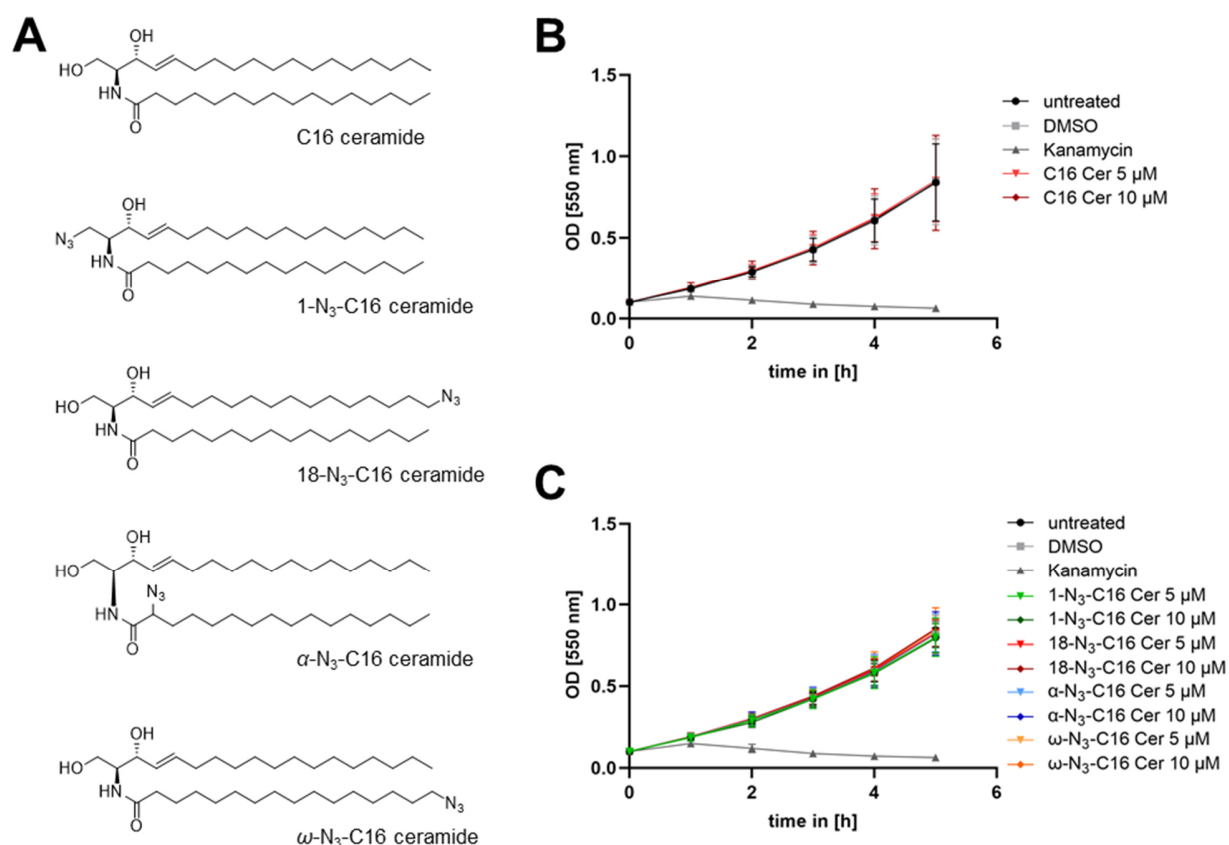 A
OH
HO
HN
O
C16 ceramide
OH
N3
HN
O
1-N3-C16 ceramide
OH
HO
N3
HN
O
18-N3-C16 ceramide
OH
HO
N3
HN
O
α-N3-C16 ceramide
OH
HO
HN
N3
O
ω-N3-C16 ceramide
B
1.5
1.0
0.5
0.0
OD [550 nm]
0 2 4 6
time in [h]
untreated
DMSO
Kanamycin
C16 Cer 5 µM
C16 Cer 10 µM
C
1.5
1.0
0.5
0.0
OD [550 nm]
0 2 4 6
time in [h]
untreated
DMSO
Kanamycin
1-N3-C16 Cer 5 µM
1-N3-C16 Cer 10 µM
18-N3-C16 Cer 5 µM
18-N3-C16 Cer 10 µM
α-N3-C16 Cer 5 µM
α-N3-C16 Cer 10 µM
ω-N3-C16 Cer 5 µM
ω-N3-C16 Cer 10 µM